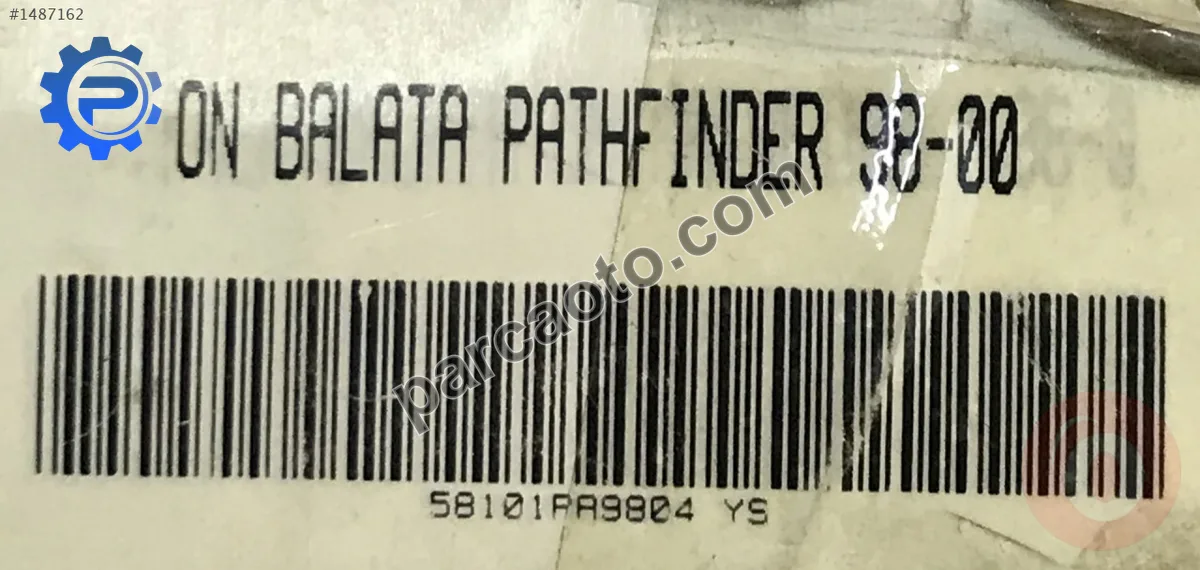 #1487162
ON BALATA PATHFINDER 98-00
parcaoto.com
58101PA9804 YS